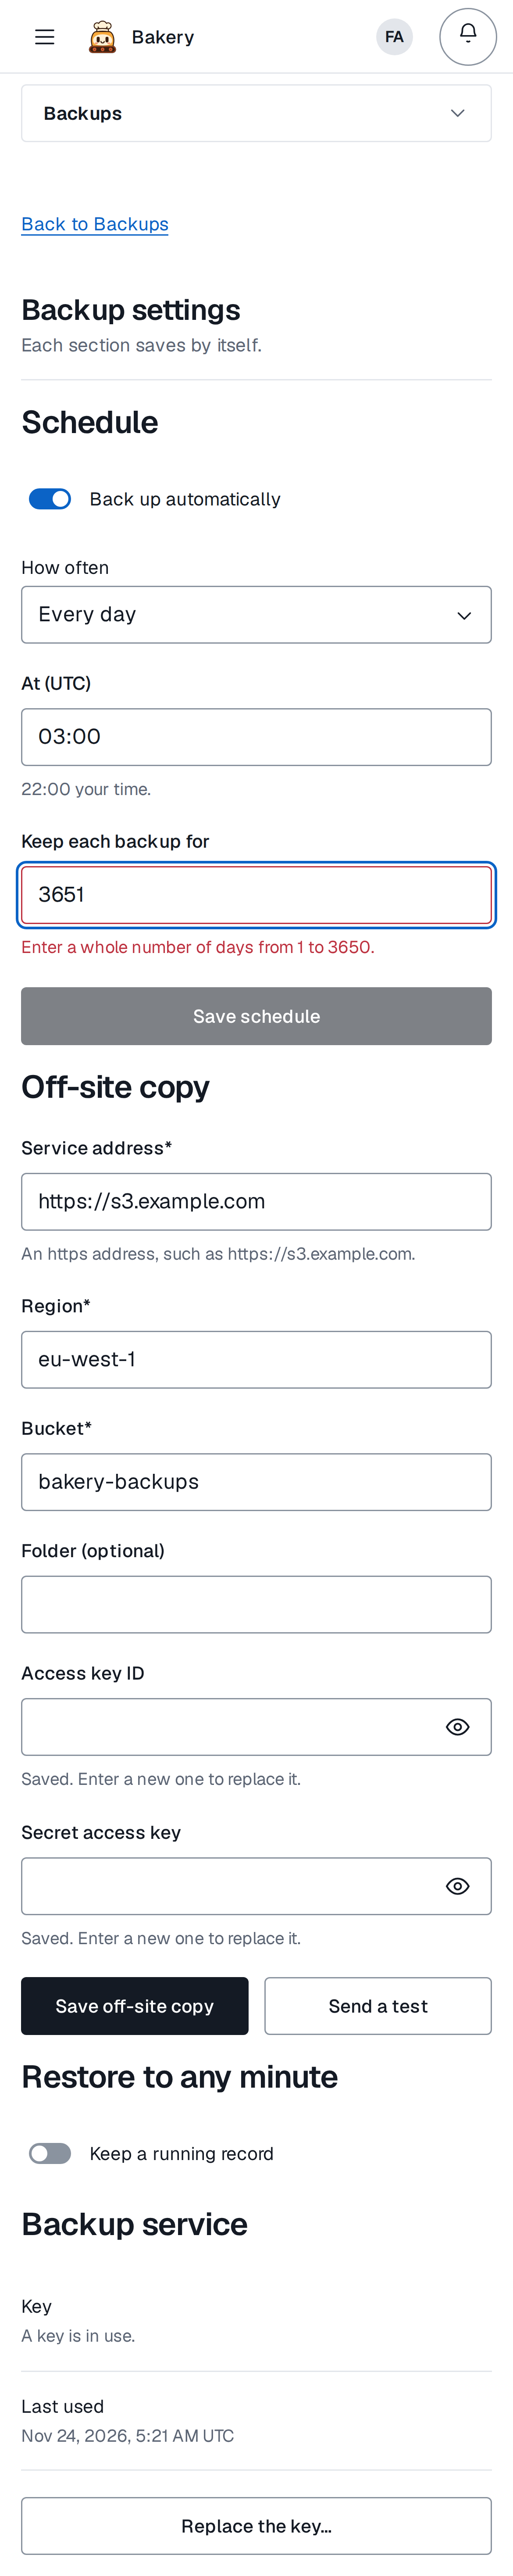 Bakery
FA
Backups
Back to Backups
Backup settings
Each section saves by itself.
Schedule
Back up automatically
How often
Every day
At (UTC)
03:00
22:00 your time.
Keep each backup for
3651
Enter a whole number of days from 1 to 3650.
Save schedule
Off-site copy
Service address*
https://s3.example.com
An https address, such as https://s3.example.com.
Region*
eu-west-1
Bucket*
bakery-backups
Folder (optional)
Access key ID
Saved. Enter a new one to replace it.
Secret access key
Saved. Enter a new one to replace it.
Save off-site copy
Send a test
Restore to any minute
Keep a running record
Backup service
Key
A key is in use.
Last used
Nov 24, 2026, 5:21 AM UTC
Replace the key...